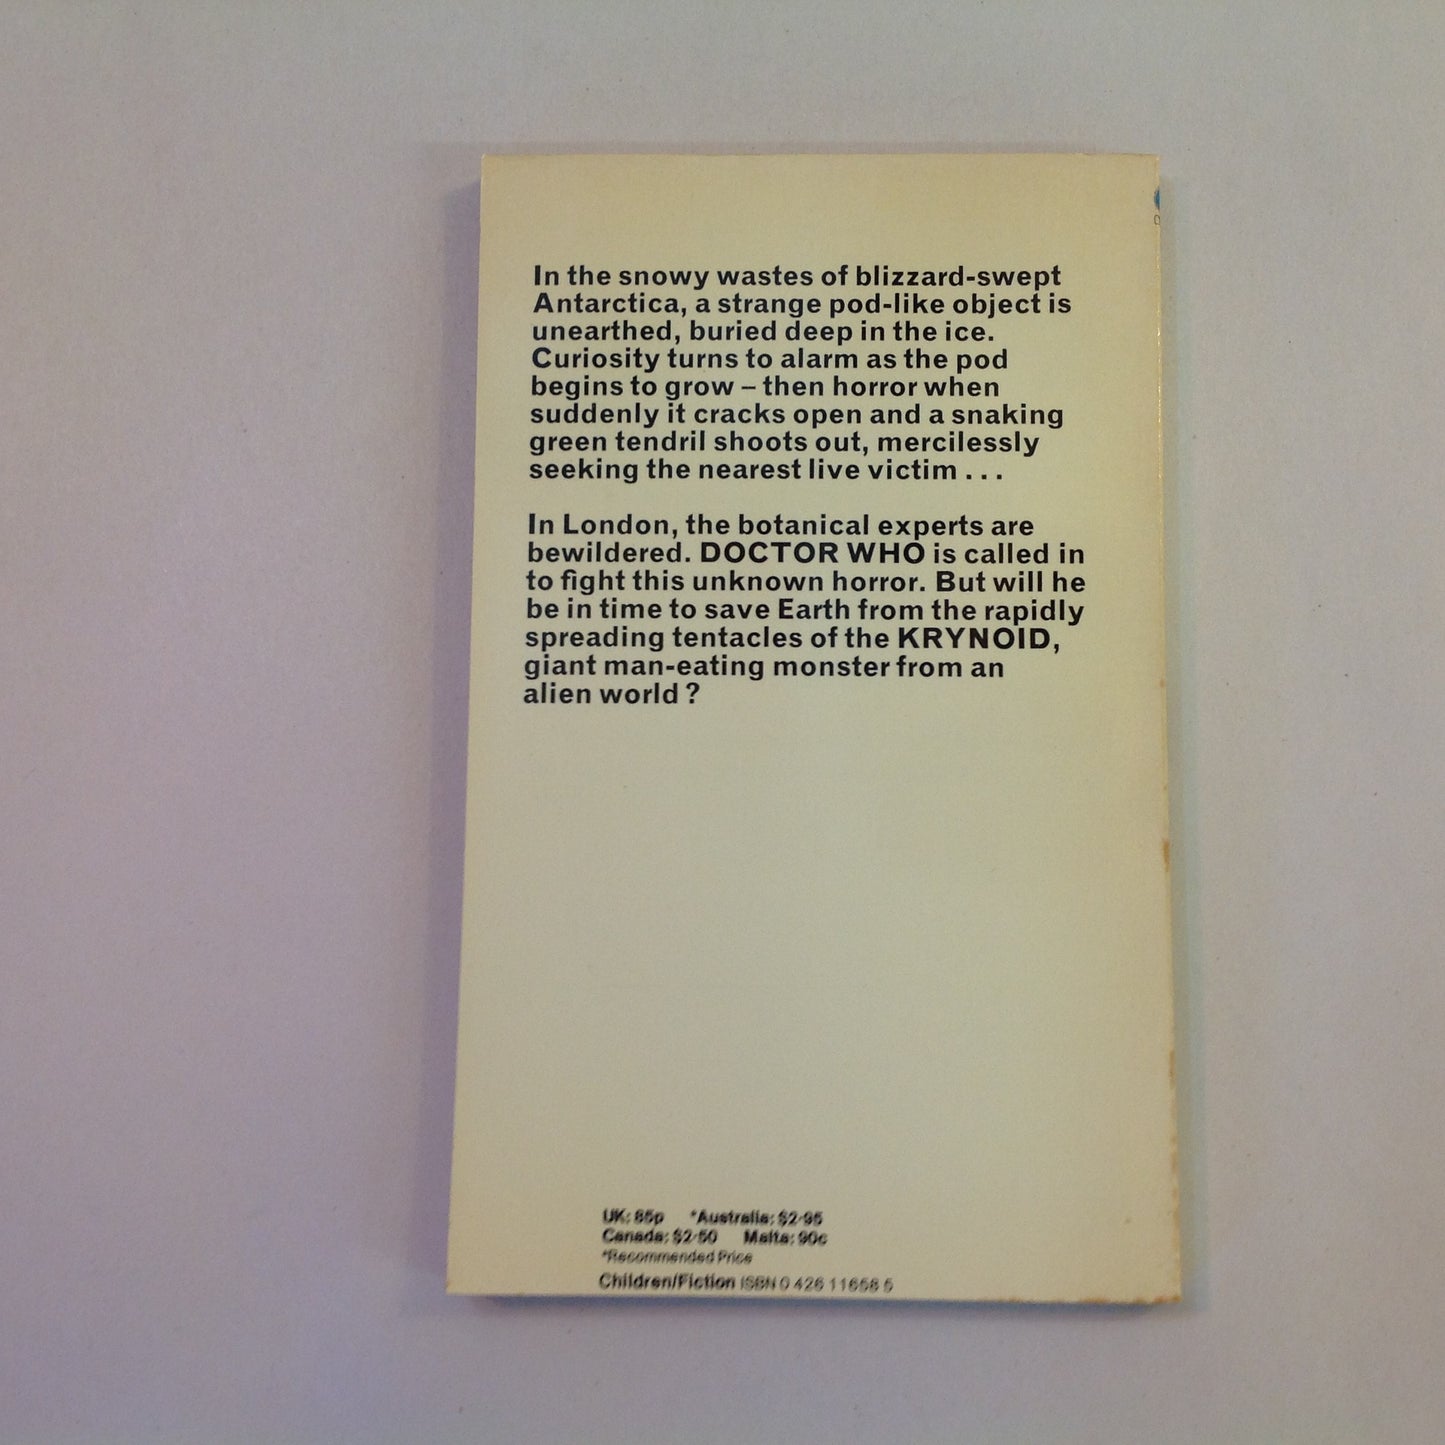 In the snowy wastes of blizzard-swept
Antarctica, a strange pod-like object is
unearthed, buried deep in the ice.
Curiosity turns to alarm as the pod
begins to grow – then horror when
suddenly it cracks open and a snaking
green tendril shoots out, mercilessly
seeking the nearest live victim . . .
In London, the botanical experts are
bewildered. DOCTOR WHO is called in
to fight this unknown horror. But will he
be in time to save Earth from the rapidly
spreading tentacles of the KRYNOID,
giant man-eating monster from an
alien world ?
UK: 85p *Australia: $2·95
Canada: $2·50 Malta: 90c
*Recommended Price
Children/Fiction ISBN 0 426 11658 5